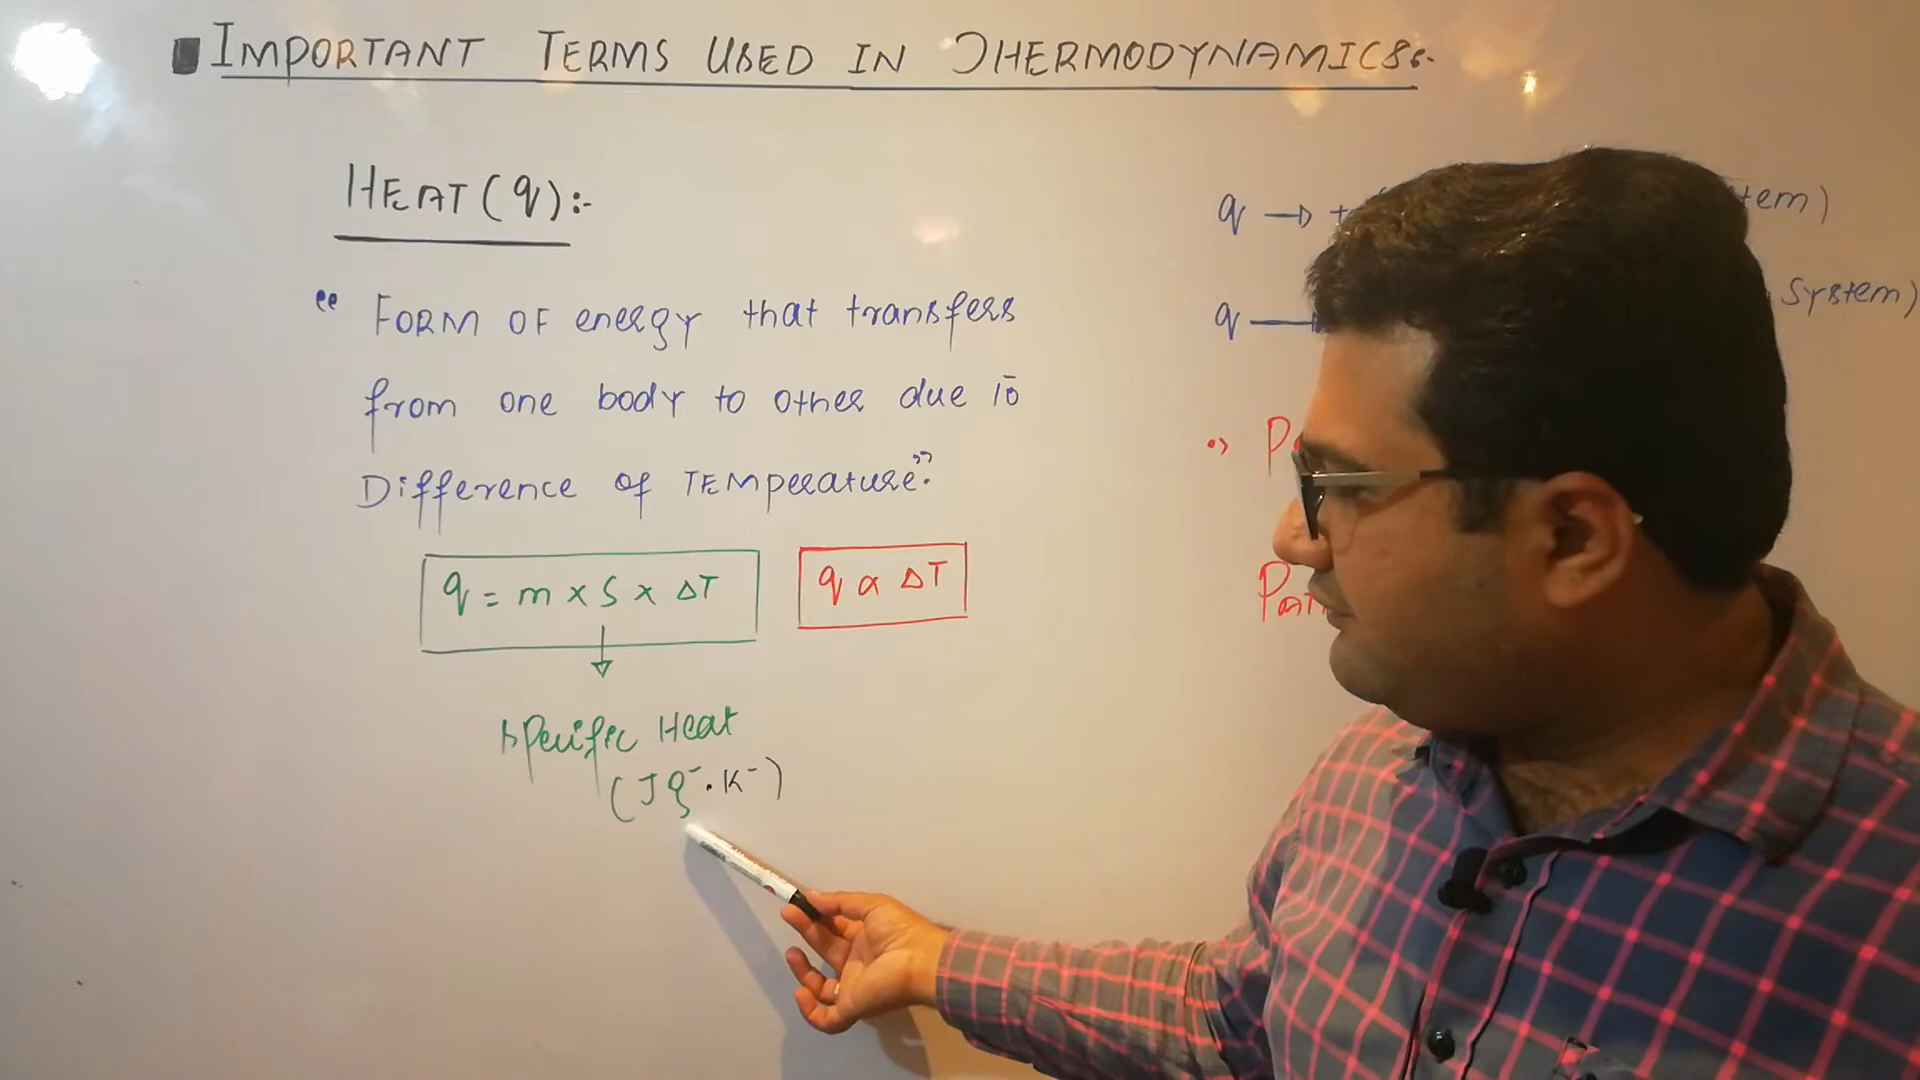 IMPORTANT TERMS USED IN THERMODYNAMICS:-
HEAT (q):-
"FORM OF energy that transfers
from one body to other due to
Difference of TEMPerature."
q = m x S x ΔT
q α ΔT
specific Heat
(J g⁻ · K⁻)
q → +
tem)
q →
System)